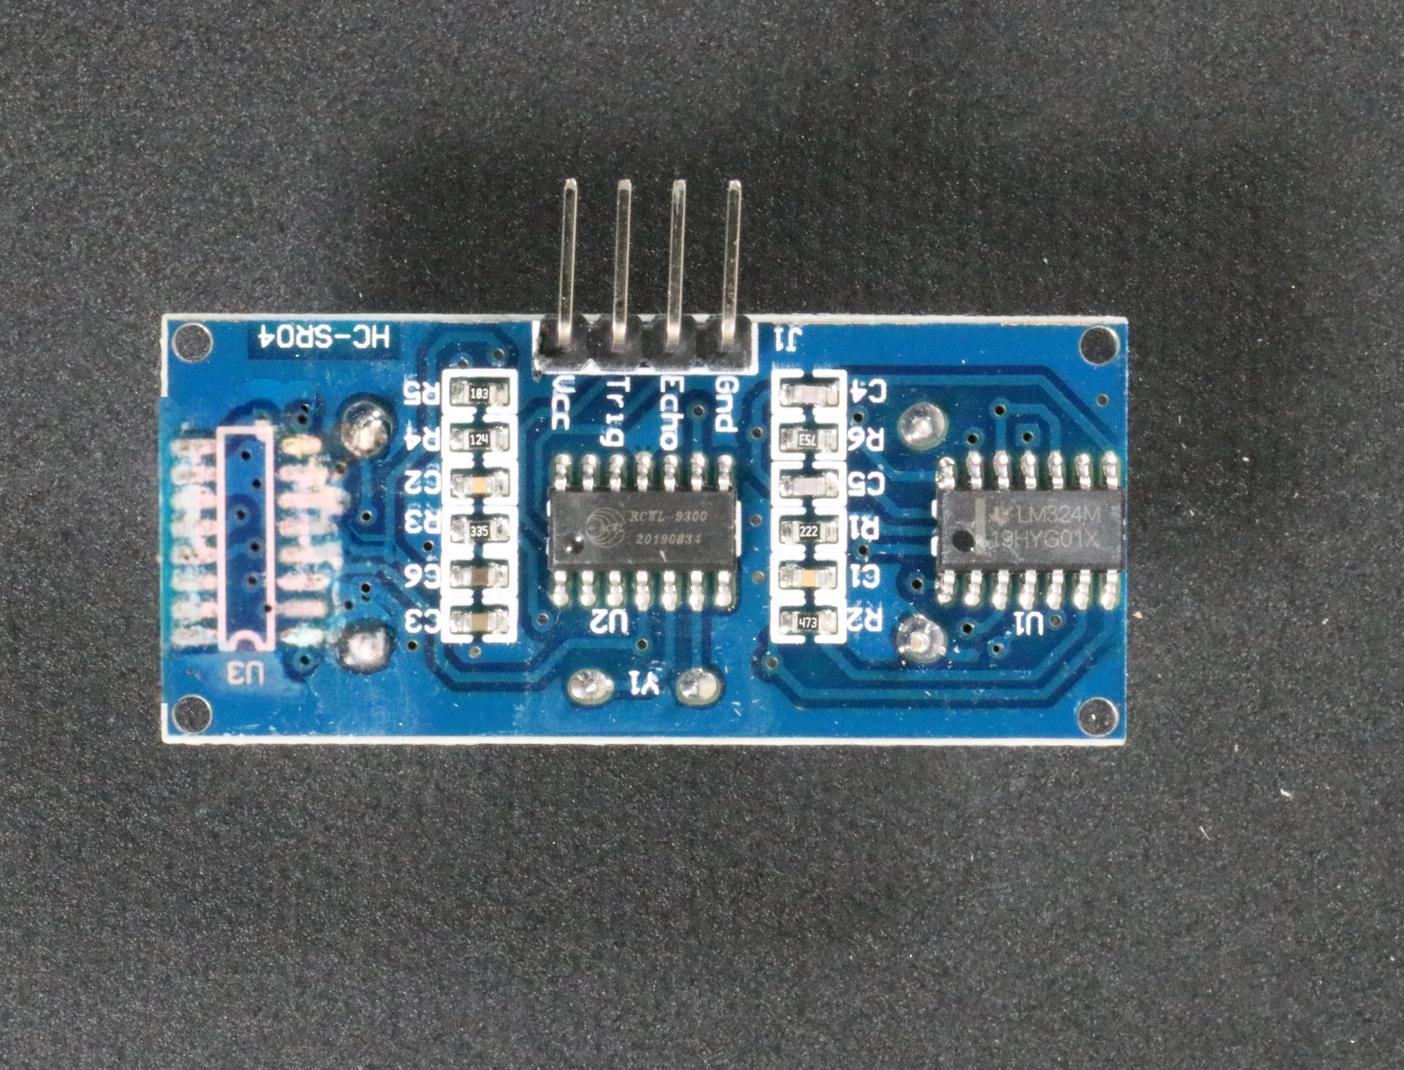 HC-SR04
J1
Vcc
Trig
Echo
Gnd
R5
183
R4
124
C2
R3
335
C6
C3
C4
R6
753
C5
R1
222
C1
R2
473
RCWL
RCWL-9300
20190834
U2
LM324M
19HYG01X
U1
U3
Y1